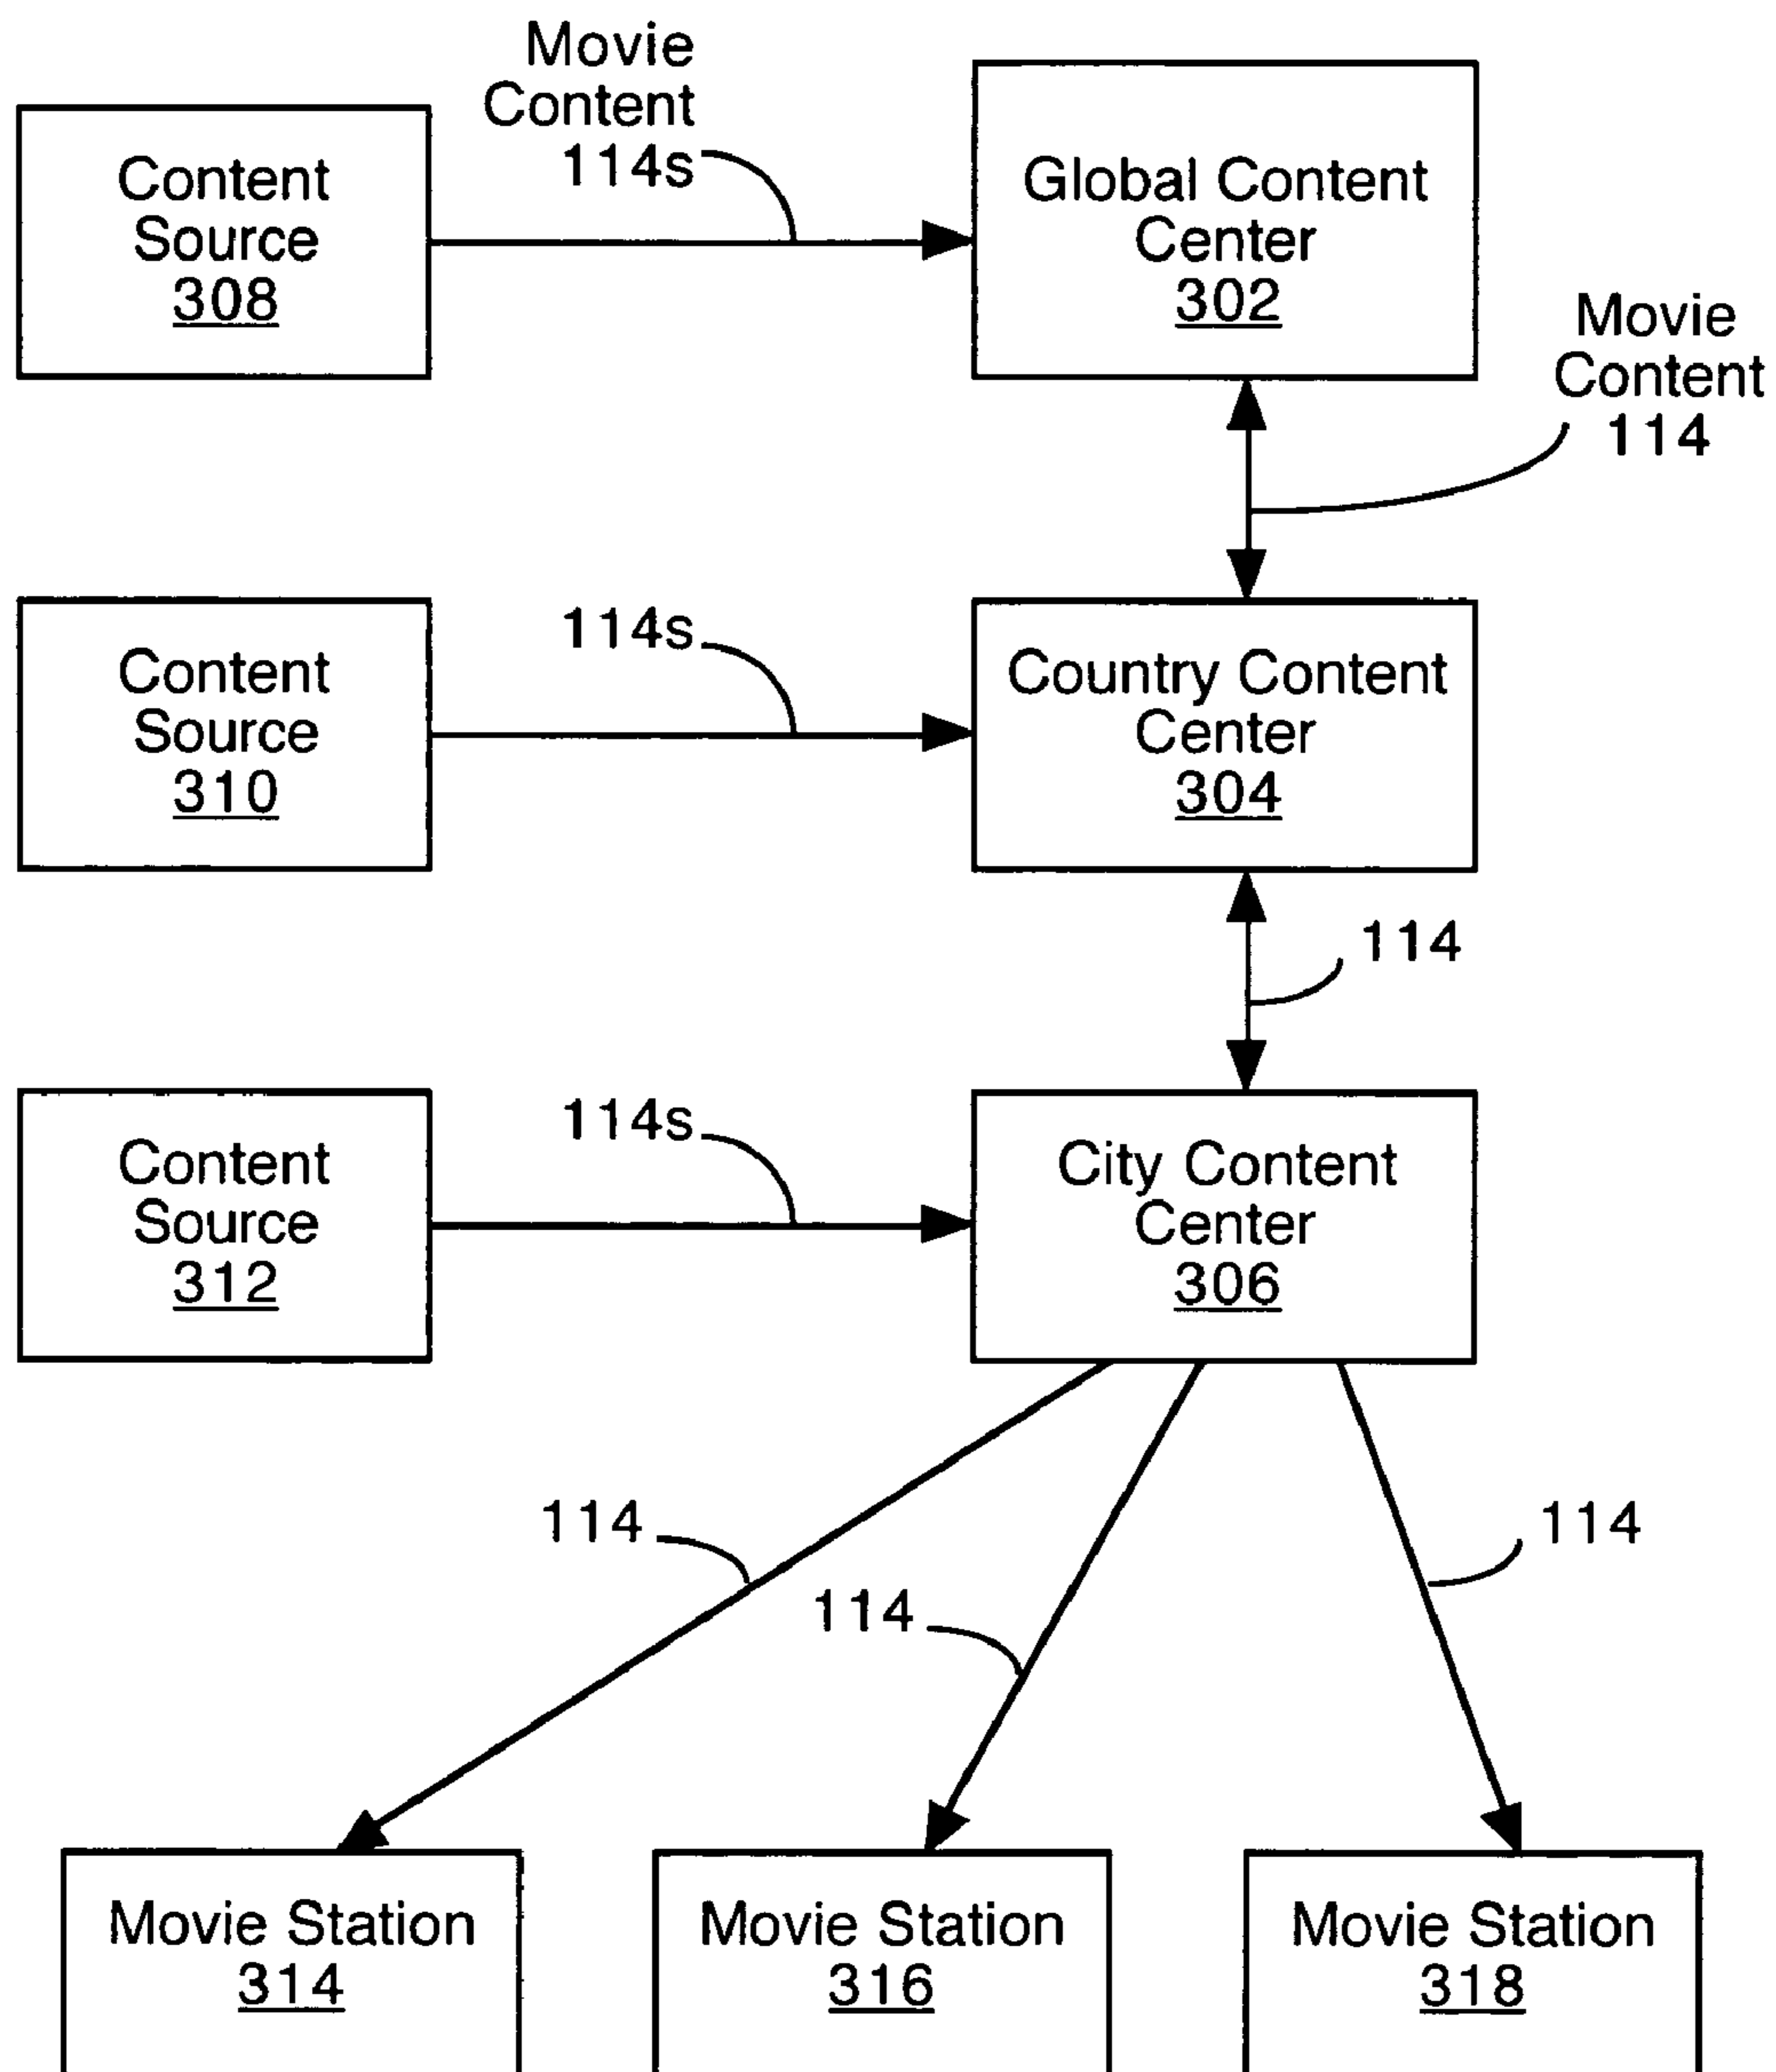 Movie
Content
114s
Content
Source
308
Global Content
Center
302
Movie
Content
114
Content
Source
310
114s
Country Content
Center
304
114
Content
Source
312
114s
City Content
Center
306
114
114
114
Movie Station
314
Movie Station
316
Movie Station
318